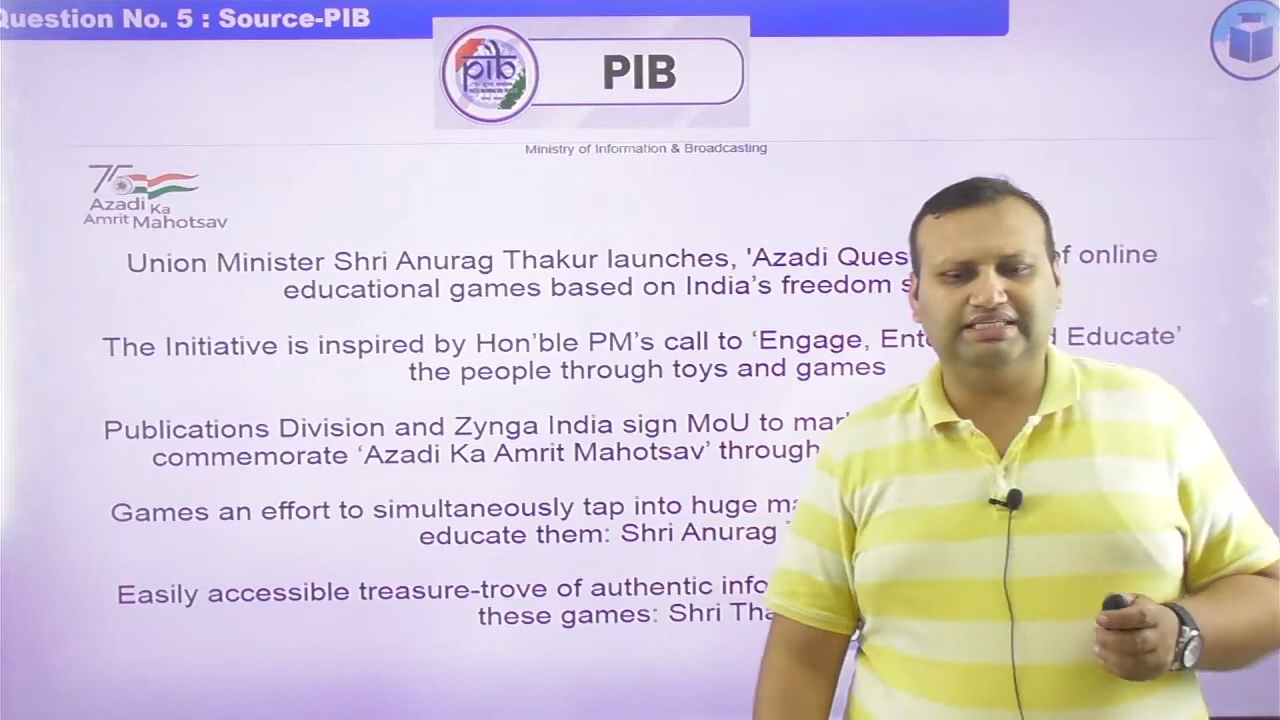 Question No. 5 : Source-PIB
pib
PIB
Ministry of Information & Broadcasting
75
Azadi Ka
Amrit Mahotsav
Union Minister Shri Anurag Thakur launches, 'Azadi Ques of online
educational games based on India's freedom s
The Initiative is inspired by Hon'ble PM's call to 'Engage, Ent d Educate'
the people through toys and games
Publications Division and Zynga India sign MoU to mar
commemorate 'Azadi Ka Amrit Mahotsav' through
Games an effort to simultaneously tap into huge ma
educate them: Shri Anurag
Easily accessible treasure-trove of authentic info
these games: Shri Tha